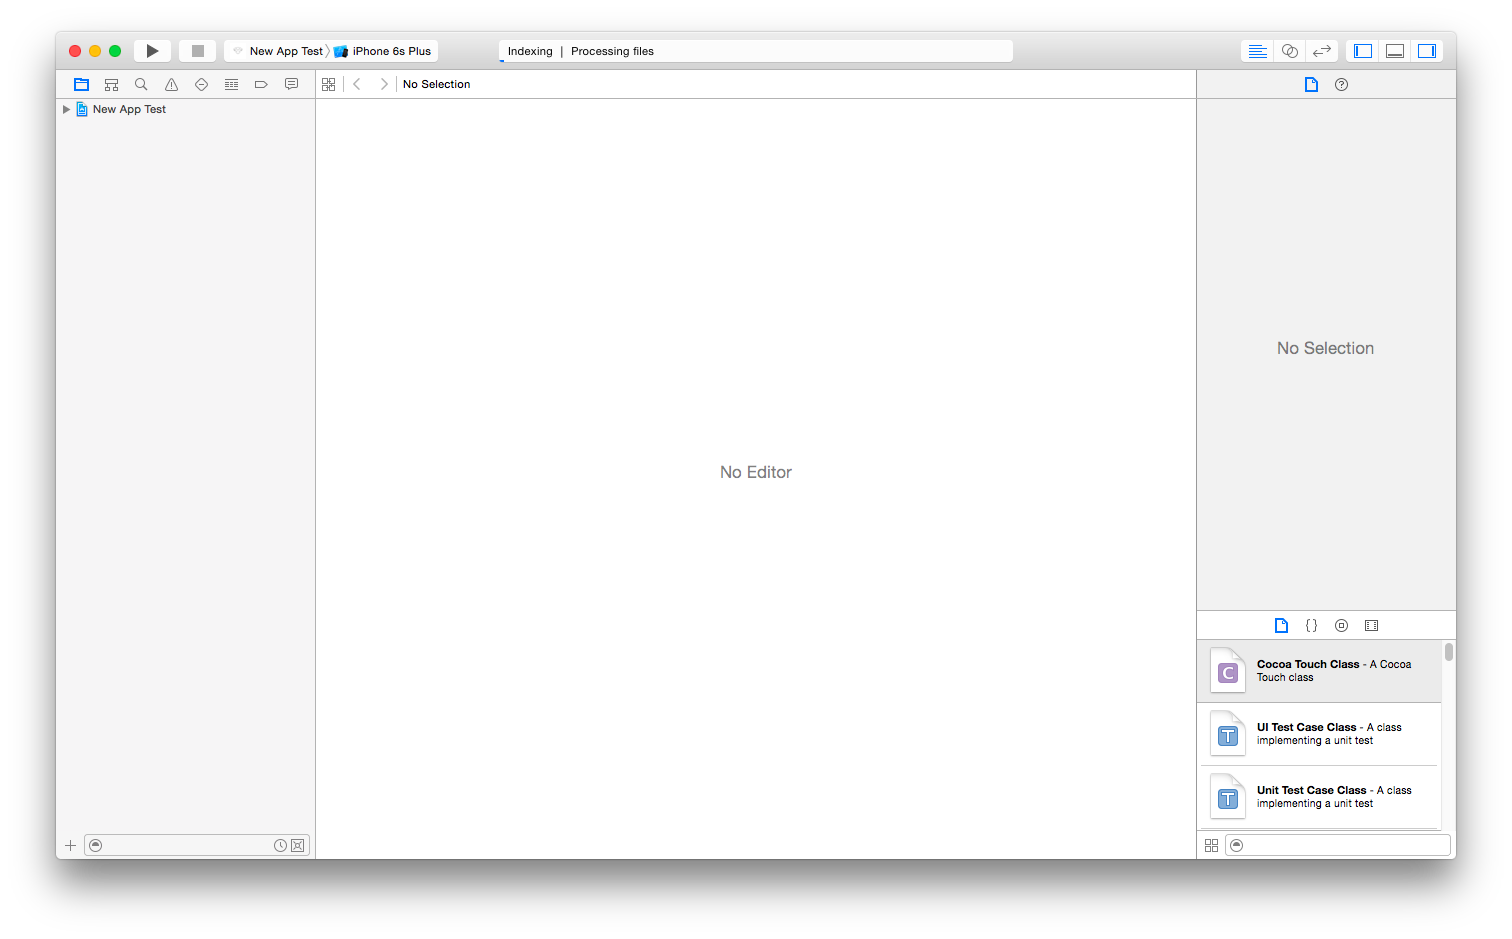 New App Test
iPhone 6s Plus
Indexing | Processing files
No Selection
New App Test
No Editor
No Selection
{ }
C
Cocoa Touch Class - A Cocoa
Touch class
T
UI Test Case Class - A class
implementing a unit test
T
Unit Test Case Class - A class
implementing a unit test